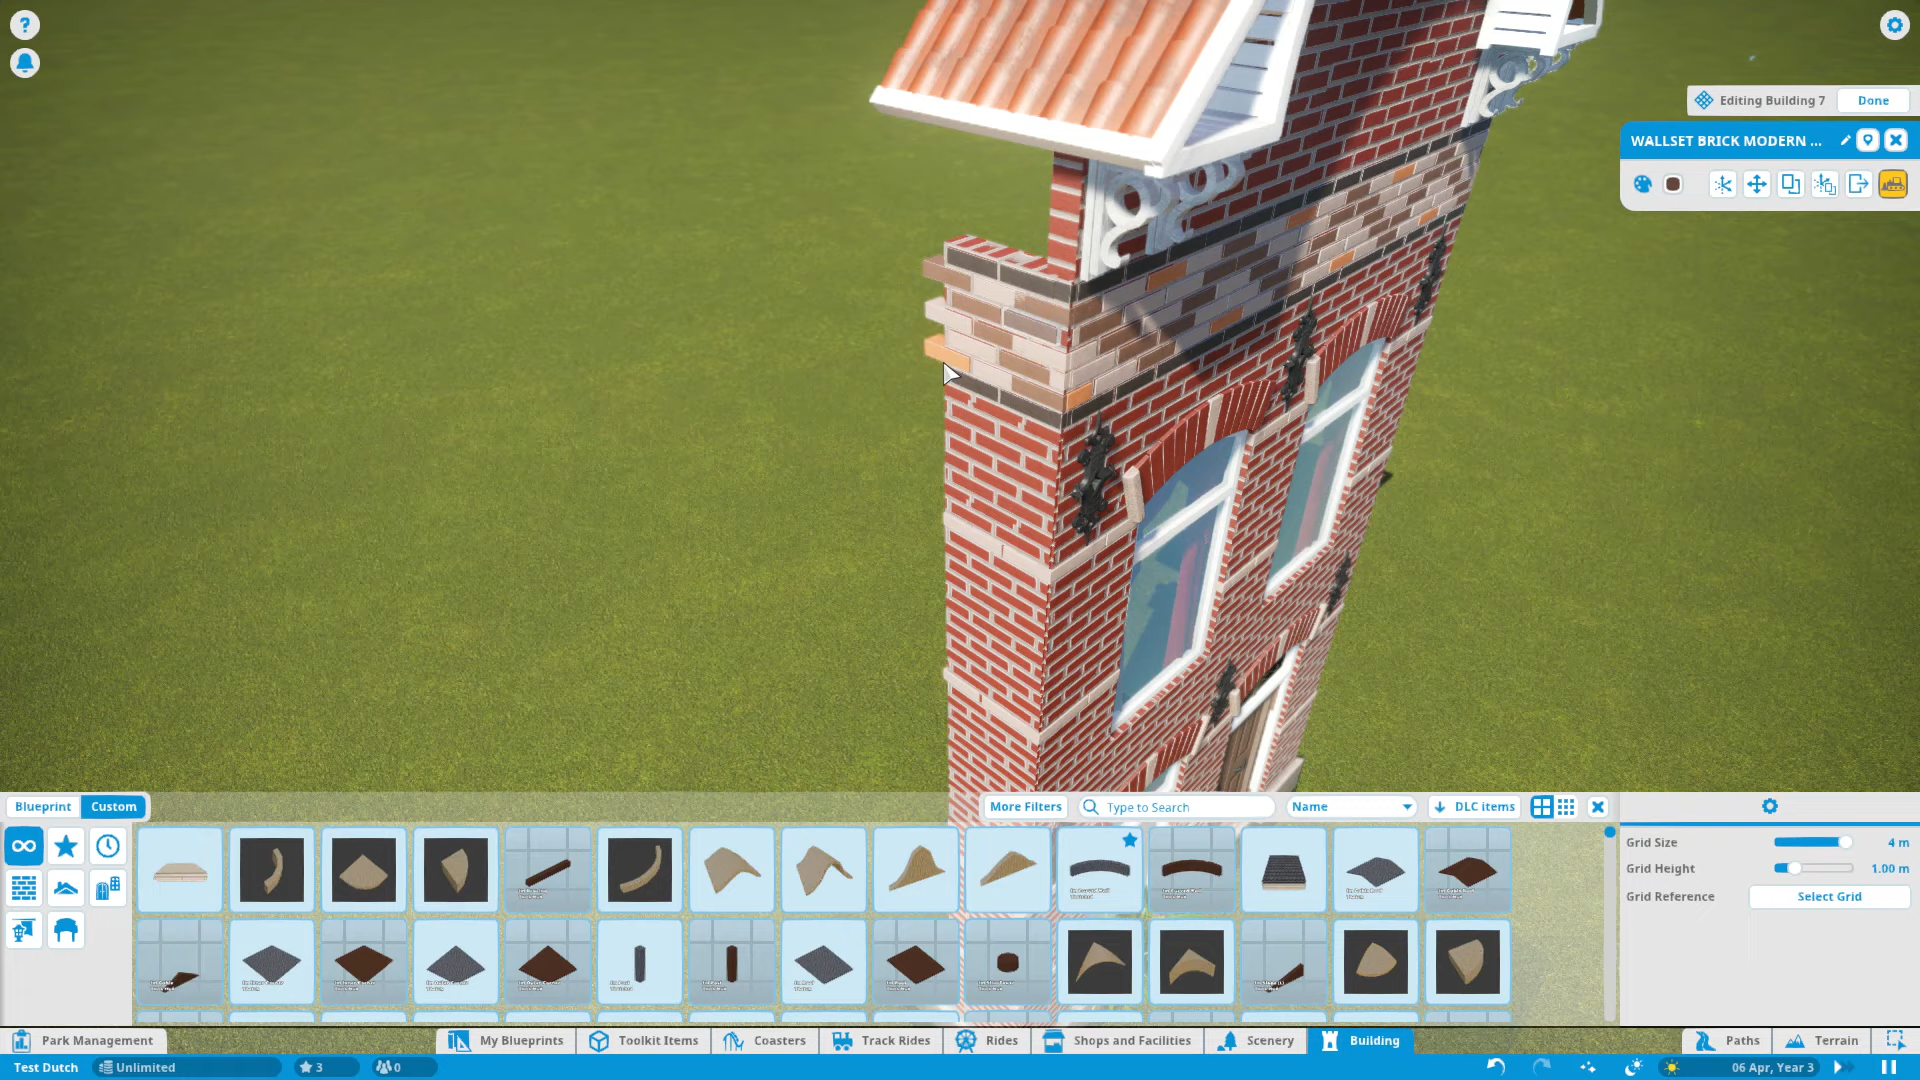 ?
Editing Building 7
Done
WALLSET BRICK MODERN ...
Blueprint
Custom
More Filters
Type to Search
Name
DLC items
Grid Size
4 m
Grid Height
1.00 m
Grid Reference
Select Grid
Park Management
My Blueprints
Toolkit Items
Coasters
Track Rides
Rides
Shops and Facilities
Scenery
Building
Paths
Terrain
Test Dutch
Unlimited
3
0
06 Apr, Year 3